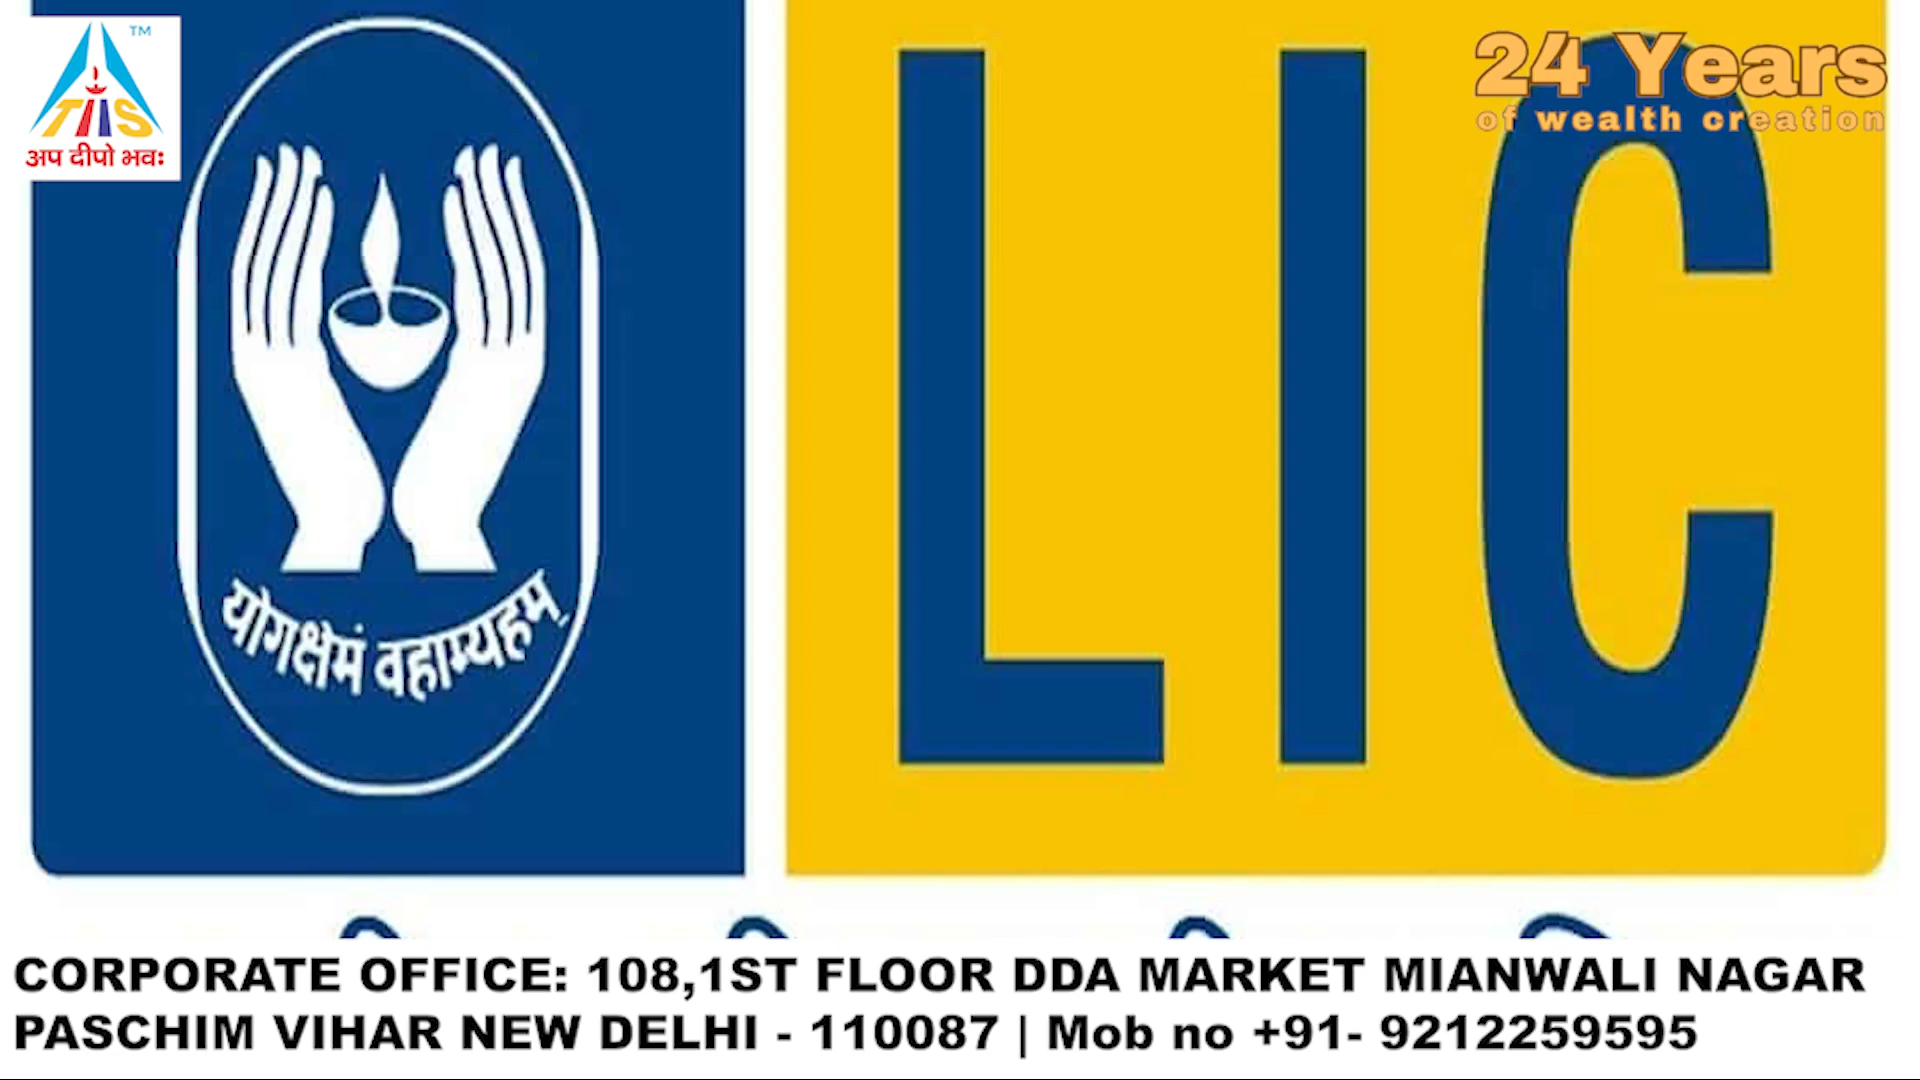 TM
TIIS
अप दीपो भवः
24 Years
of wealth creation
LIC
योगक्षेमं वहाम्यहम्
CORPORATE OFFICE: 108,1ST FLOOR DDA MARKET MIANWALI NAGAR
PASCHIM VIHAR NEW DELHI - 110087 | Mob no +91- 9212259595